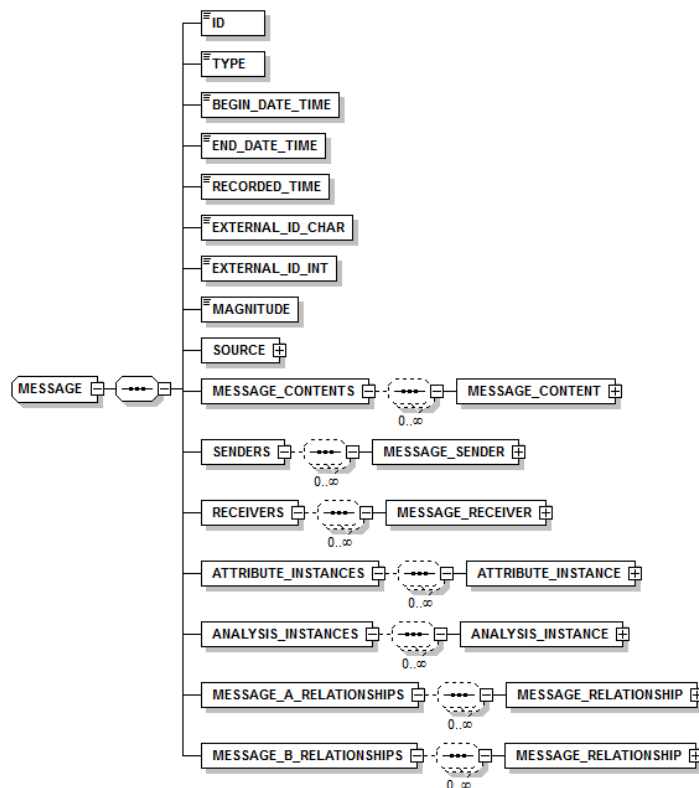 ID
TYPE
BEGIN_DATE_TIME
END_DATE_TIME
RECORDED_TIME
EXTERNAL_ID_CHAR
EXTERNAL_ID_INT
MAGNITUDE
SOURCE
MESSAGE
MESSAGE_CONTENTS
MESSAGE_CONTENT
0..∞
SENDERS
MESSAGE_SENDER
0..∞
RECEIVERS
MESSAGE_RECEIVER
0..∞
ATTRIBUTE_INSTANCES
ATTRIBUTE_INSTANCE
0..∞
ANALYSIS_INSTANCES
ANALYSIS_INSTANCE
0..∞
MESSAGE_A_RELATIONSHIPS
MESSAGE_RELATIONSHIP
0..∞
MESSAGE_B_RELATIONSHIPS
MESSAGE_RELATIONSHIP
0..∞